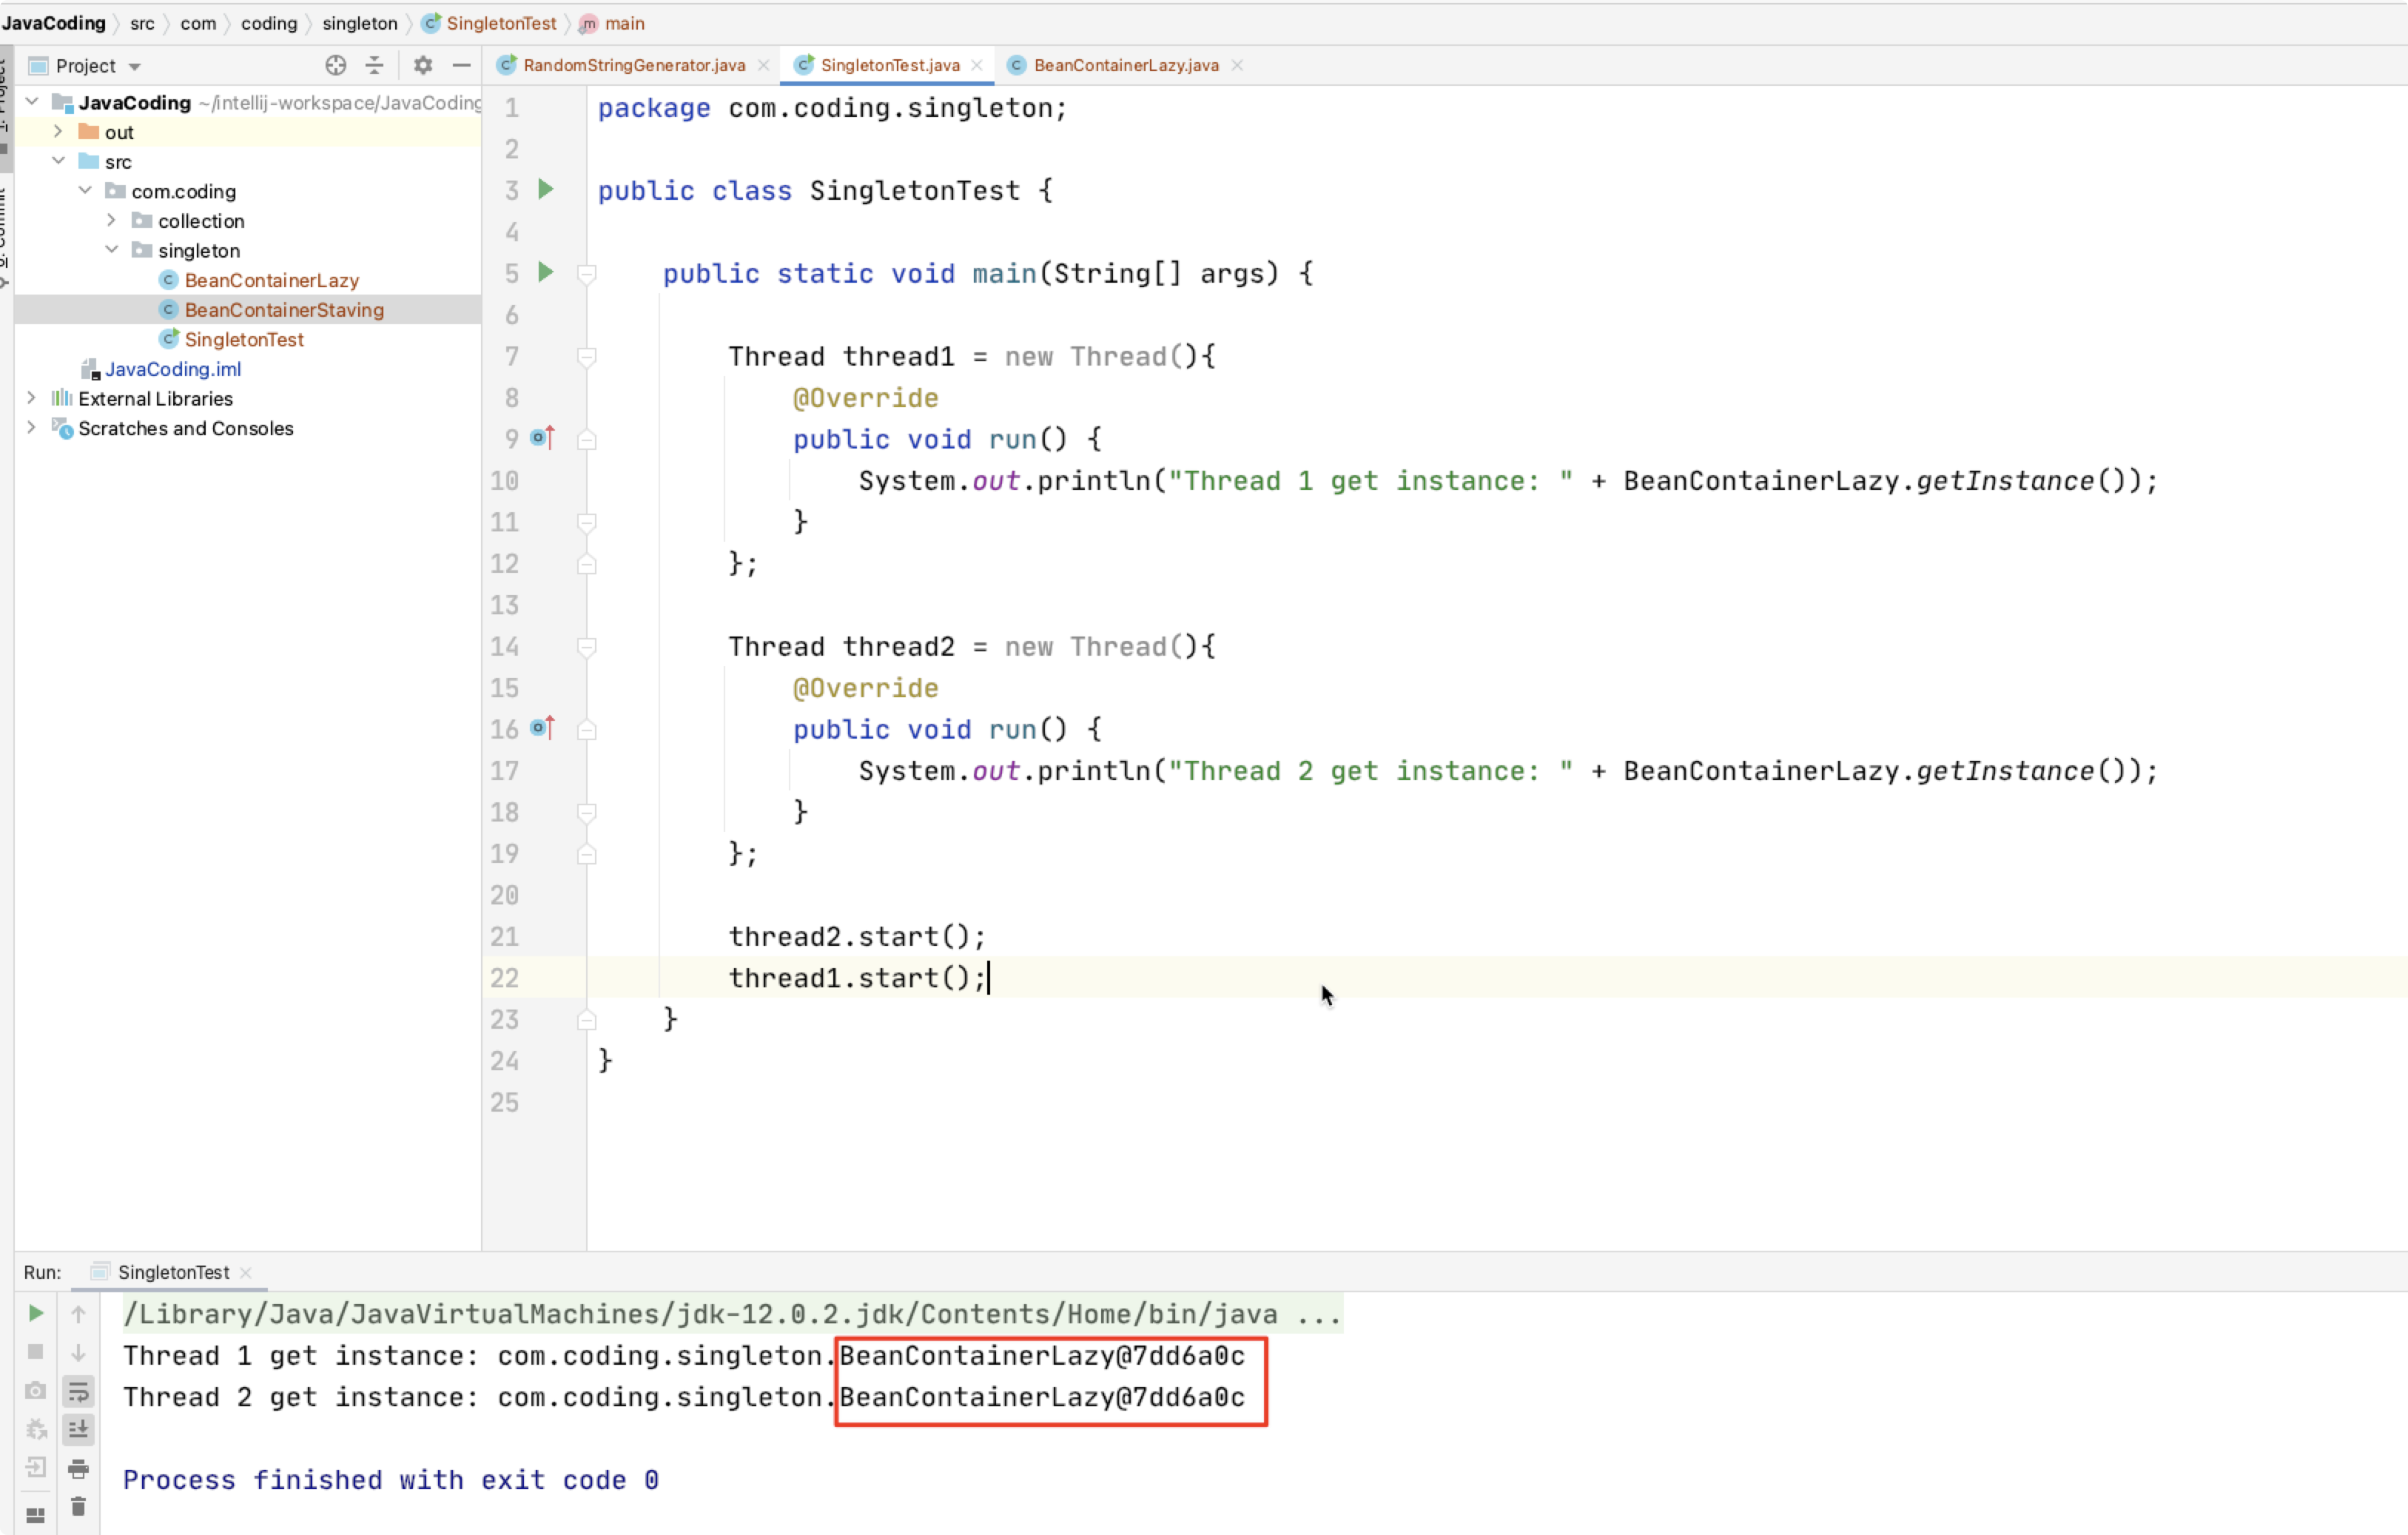 JavaCoding src com coding singleton SingletonTest main
Project
RandomStringGenerator.java SingletonTest.java BeanContainerLazy.java
JavaCoding ~/intellij-workspace/JavaCoding
out
src
com.coding
collection
singleton
BeanContainerLazy
BeanContainerStaving
SingletonTest
JavaCoding.iml
External Libraries
Scratches and Consoles
1 package com.coding.singleton;
2
3 public class SingletonTest {
4
5 public static void main(String[] args) {
6
7 Thread thread1 = new Thread(){
8 @Override
9 public void run() {
10 System.out.println("Thread 1 get instance: " + BeanContainerLazy.getInstance());
11 }
12 };
13
14 Thread thread2 = new Thread(){
15 @Override
16 public void run() {
17 System.out.println("Thread 2 get instance: " + BeanContainerLazy.getInstance());
18 }
19 };
20
21 thread2.start();
22 thread1.start();
23 }
24 }
25
Run: SingletonTest
/Library/Java/JavaVirtualMachines/jdk-12.0.2.jdk/Contents/Home/bin/java ...
Thread 1 get instance: com.coding.singleton.BeanContainerLazy@7dd6a0c
Thread 2 get instance: com.coding.singleton.BeanContainerLazy@7dd6a0c
Process finished with exit code 0